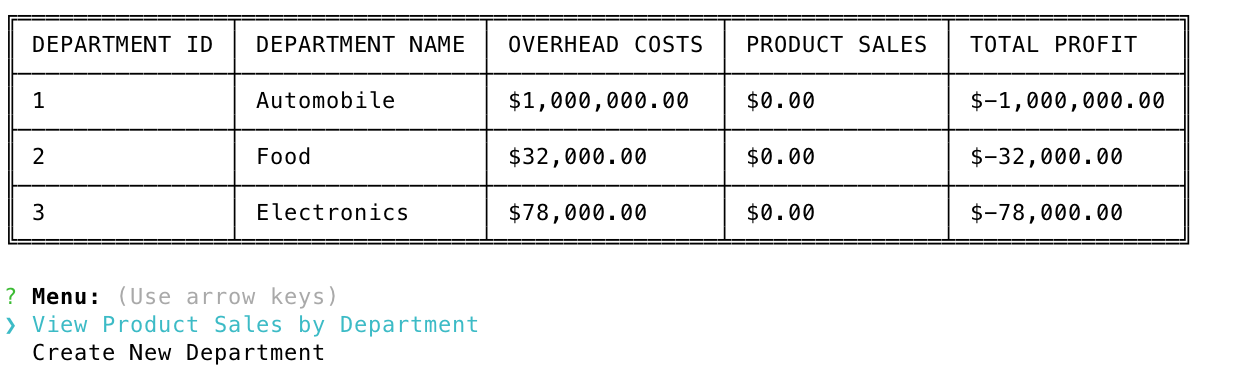 DEPARTMENT ID DEPARTMENT NAME OVERHEAD COSTS PRODUCT SALES TOTAL PROFIT
1 Automobile $1,000,000.00 $0.00 $-1,000,000.00
2 Food $32,000.00 $0.00 $-32,000.00
3 Electronics $78,000.00 $0.00 $-78,000.00
? Menu: (Use arrow keys)
❯ View Product Sales by Department
Create New Department